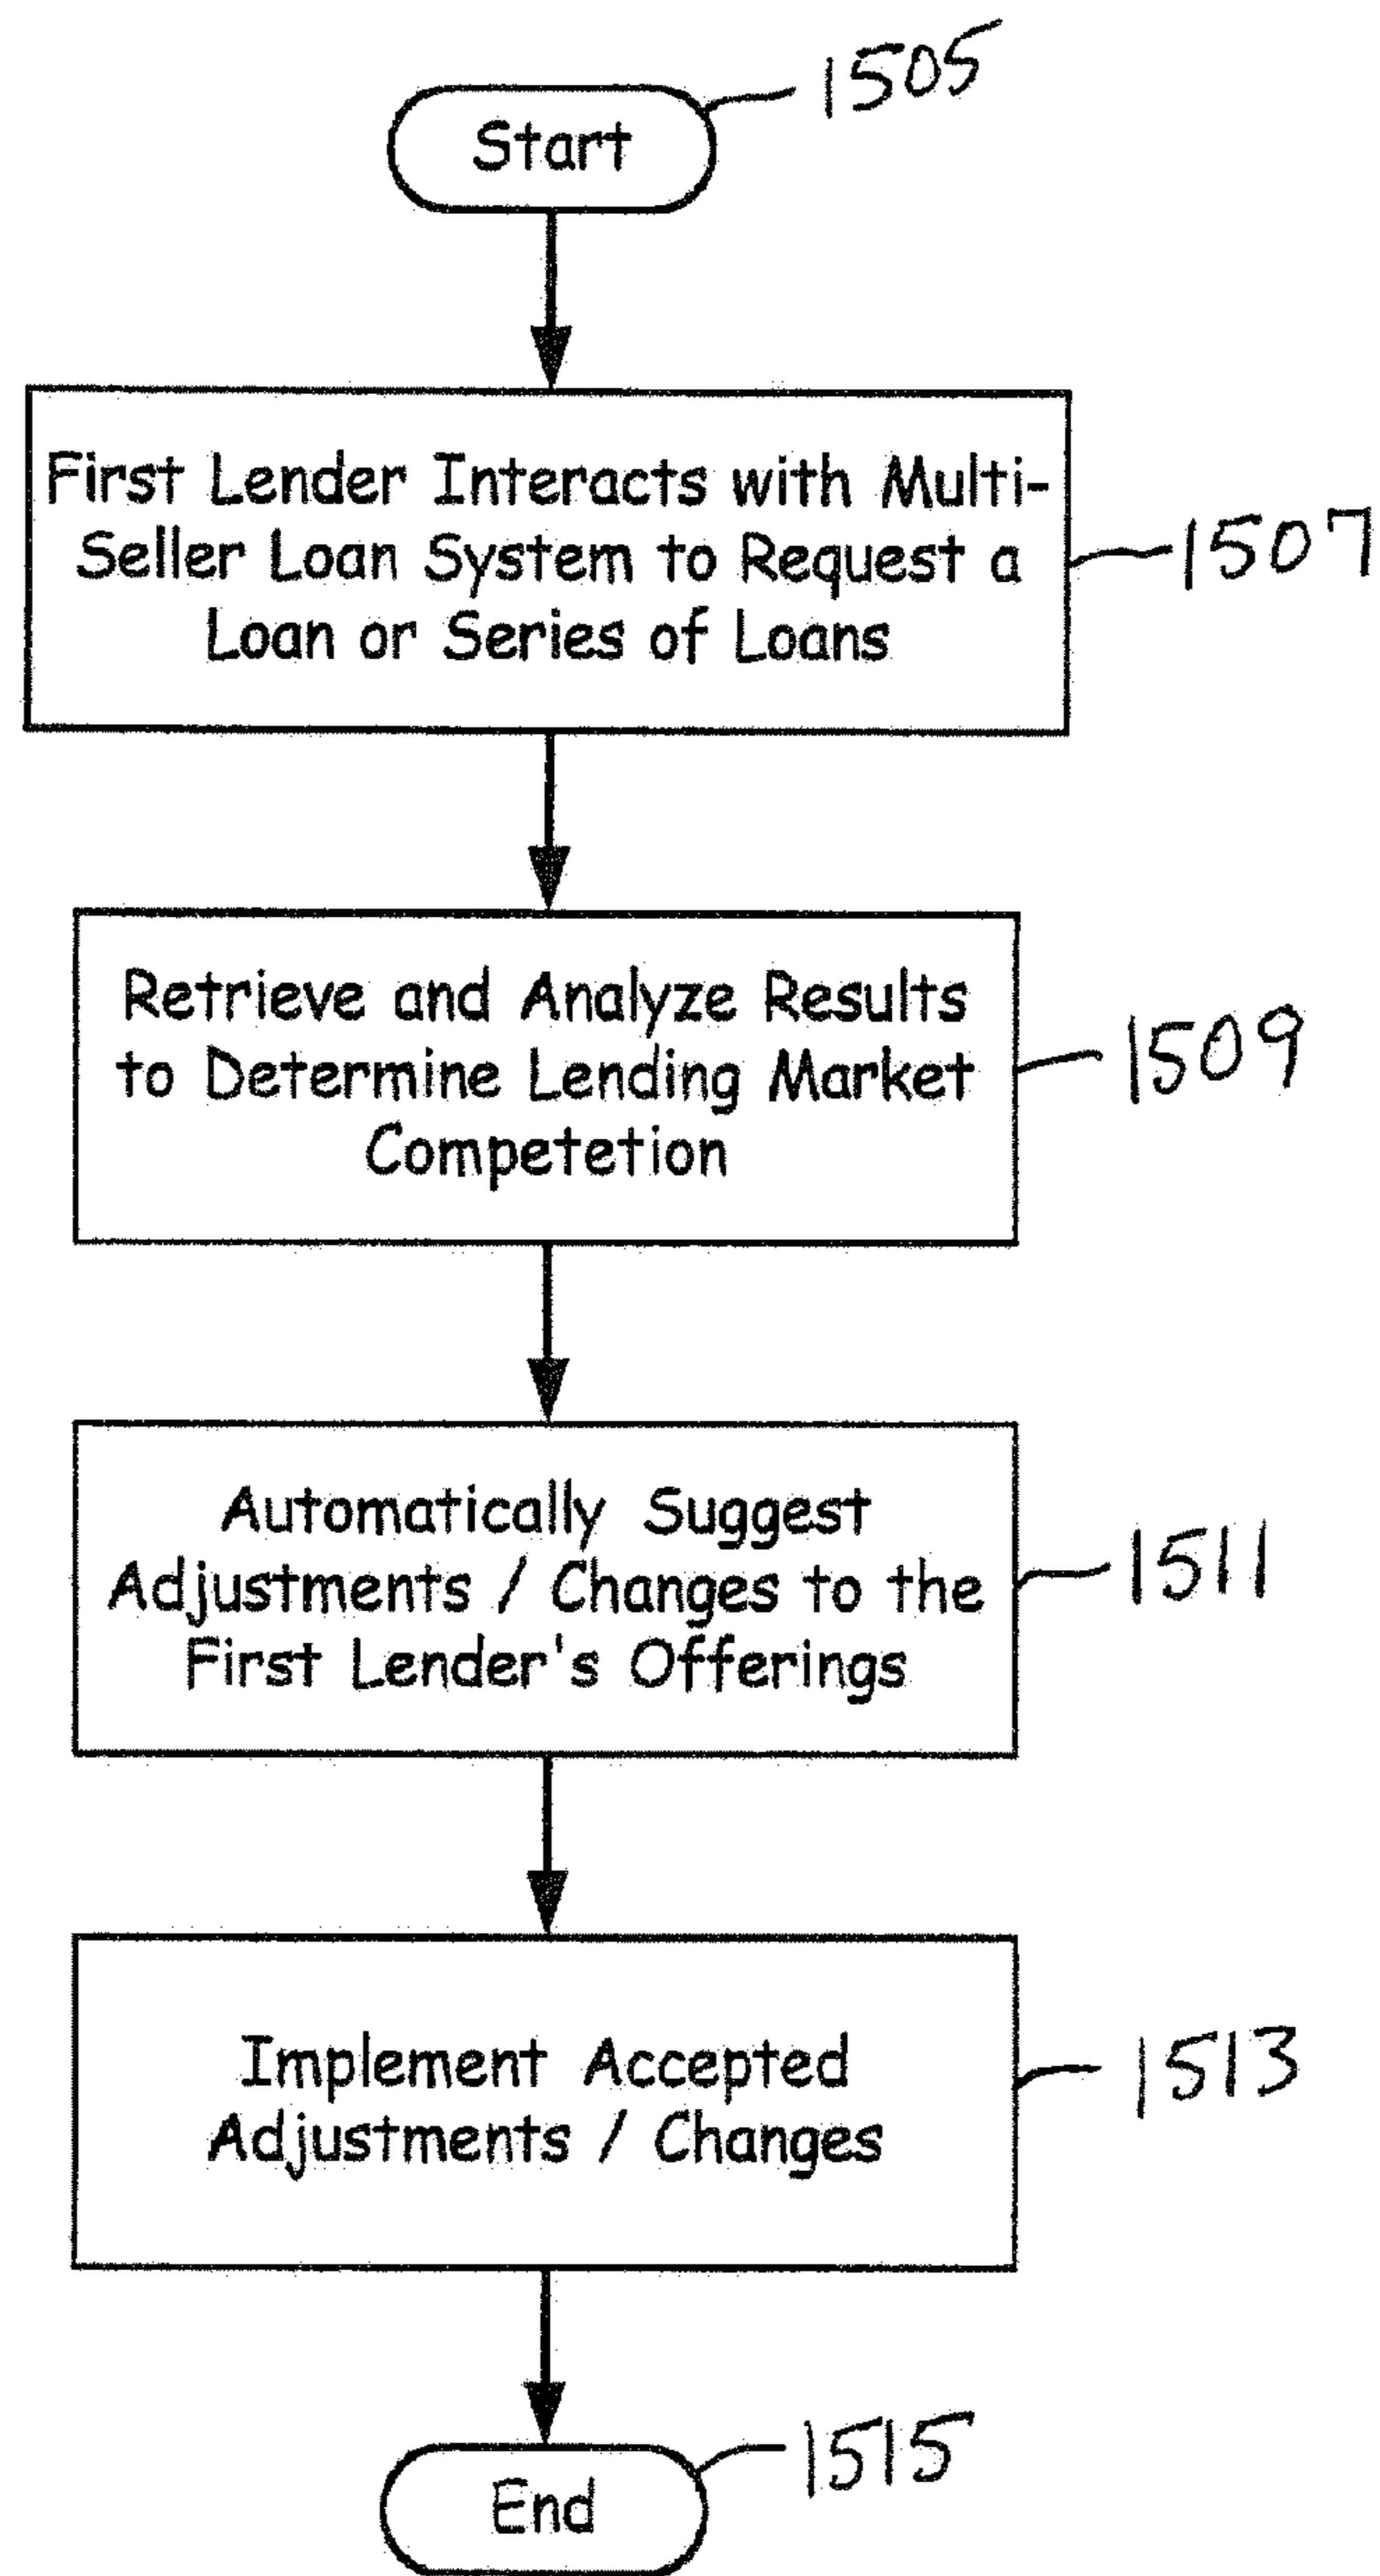 Start
1505
First Lender Interacts with Multi-
Seller Loan System to Request a
Loan or Series of Loans
1507
Retrieve and Analyze Results
to Determine Lending Market
Competetion
1509
Automatically Suggest
Adjustments / Changes to the
First Lender's Offerings
1511
Implement Accepted
Adjustments / Changes
1513
End
1515